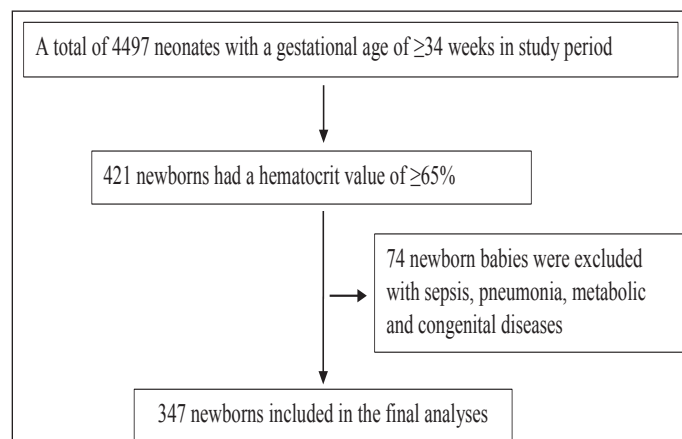 A total of 4497 neonates with a gestational age of ≥34 weeks in study period
421 newborns had a hematocrit value of ≥65%
74 newborn babies were excluded
with sepsis, pneumonia, metabolic
and congenital diseases
347 newborns included in the final analyses